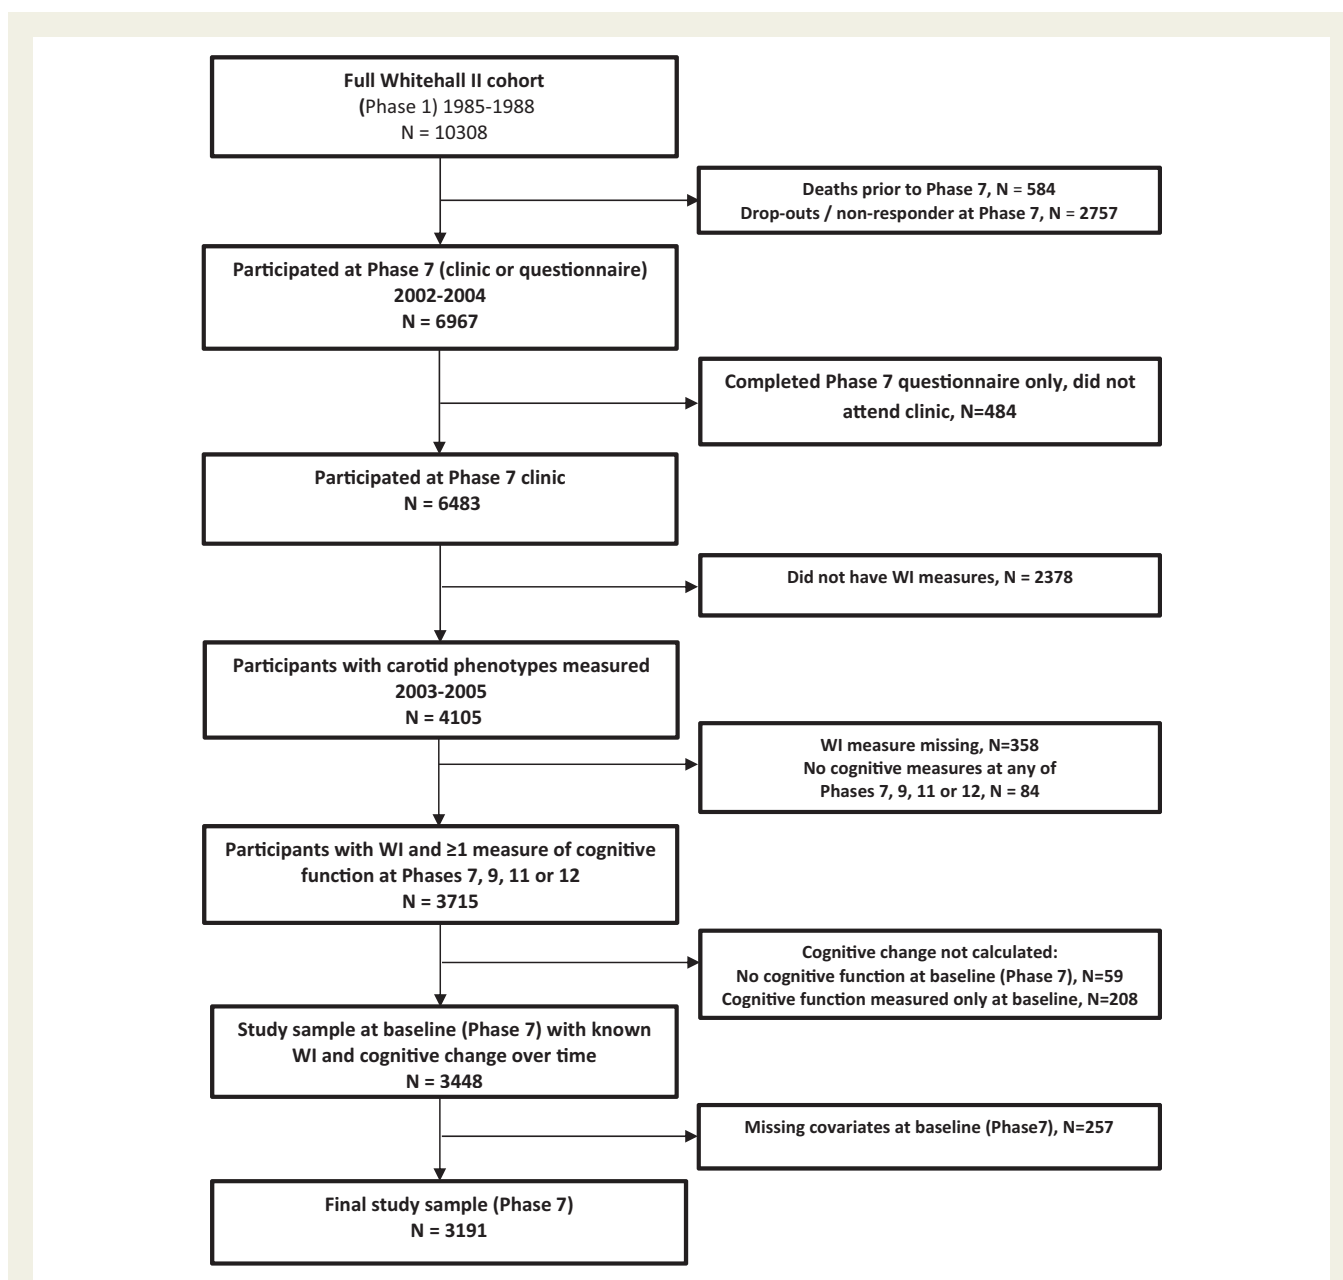 Full Whitehall II cohort
(Phase 1) 1985-1988
N = 10308
Deaths prior to Phase 7, N = 584
Drop-outs / non-responder at Phase 7, N = 2757
Participated at Phase 7 (clinic or questionnaire)
2002-2004
N = 6967
Completed Phase 7 questionnaire only, did not
attend clinic, N=484
Participated at Phase 7 clinic
N = 6483
Did not have WI measures, N = 2378
Participants with carotid phenotypes measured
2003-2005
N = 4105
WI measure missing, N=358
No cognitive measures at any of
Phases 7, 9, 11 or 12, N = 84
Participants with WI and ≥1 measure of cognitive
function at Phases 7, 9, 11 or 12
N = 3715
Cognitive change not calculated:
No cognitive function at baseline (Phase 7), N=59
Cognitive function measured only at baseline, N=208
Study sample at baseline (Phase 7) with known
WI and cognitive change over time
N = 3448
Missing covariates at baseline (Phase7), N=257
Final study sample (Phase 7)
N = 3191